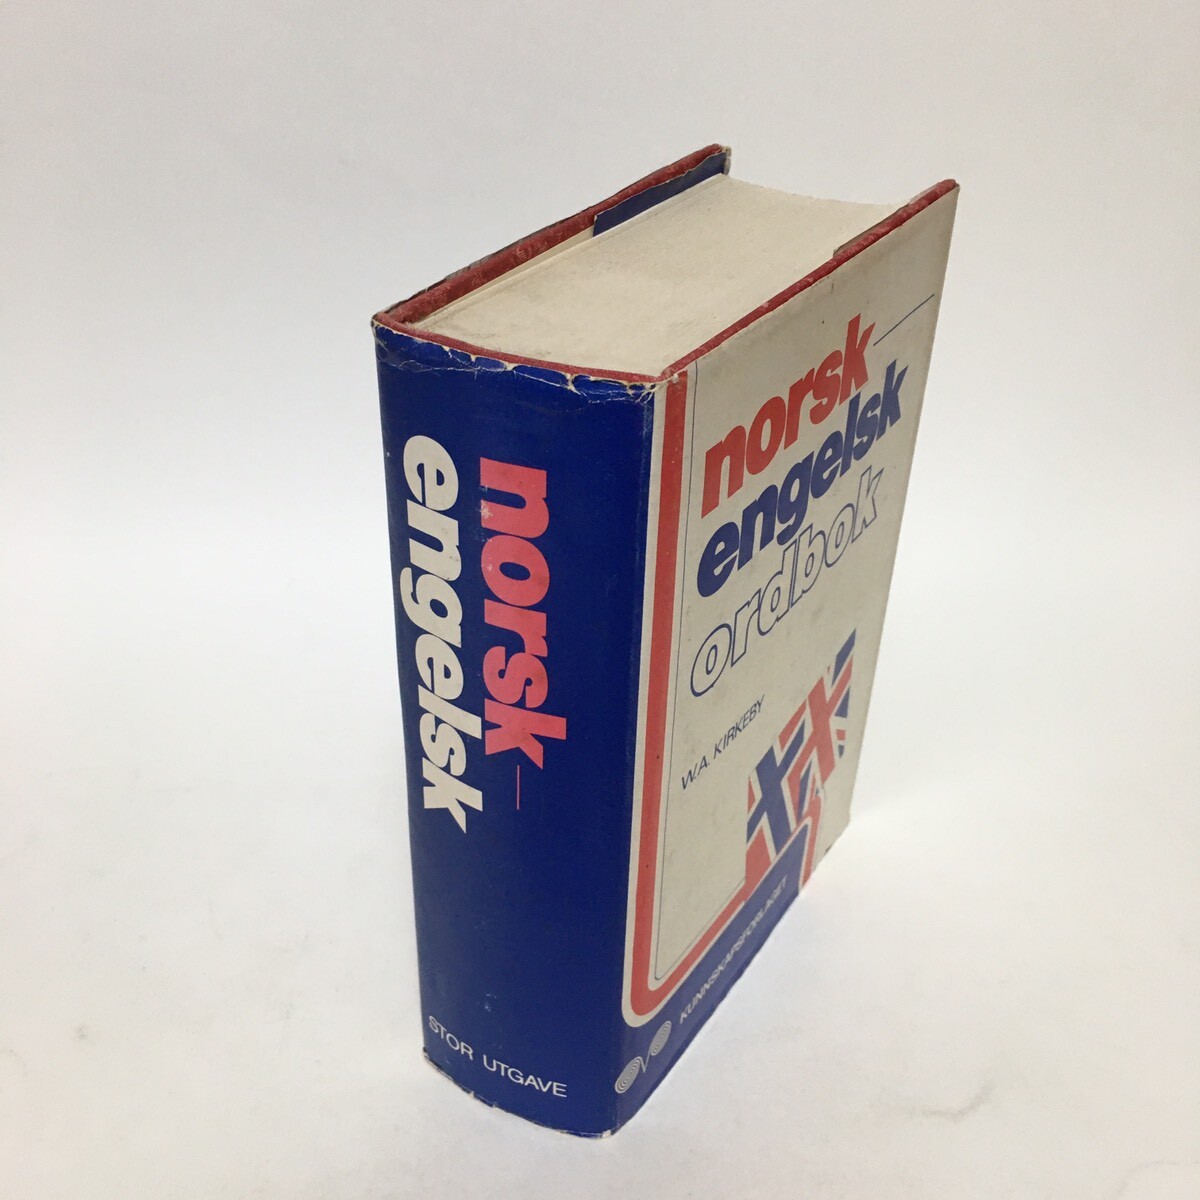 norsk—
engelsk
STOR UTGAVE
norsk—
engelsk
ordbok
W.A. KIRKEBY
KUNNSKAPSFORLAGET